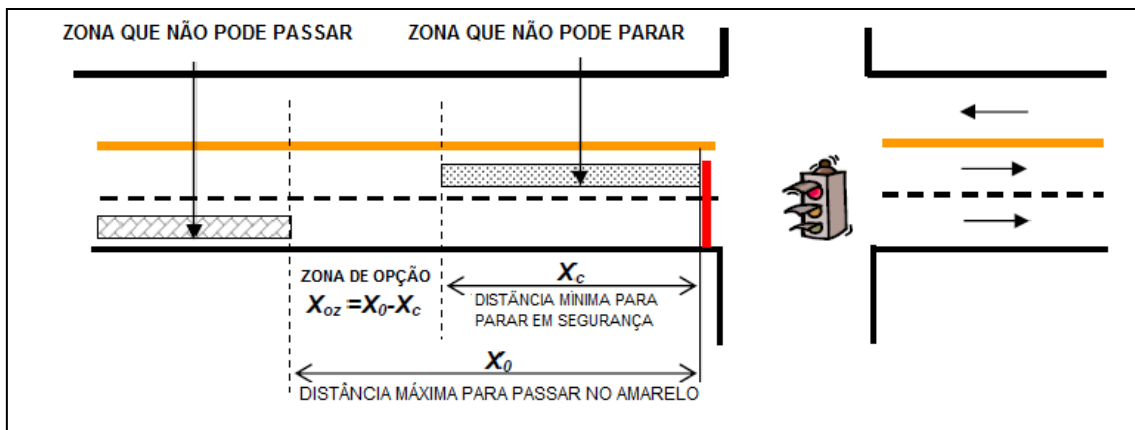 ZONA QUE NÃO PODE PASSAR
ZONA QUE NÃO PODE PARAR
ZONA DE OPÇÃO
Xoz =X0-Xc
Xc
DISTÂNCIA MÍNIMA PARA
PARAR EM SEGURANÇA
X0
DISTÂNCIA MÁXIMA PARA PASSAR NO AMARELO